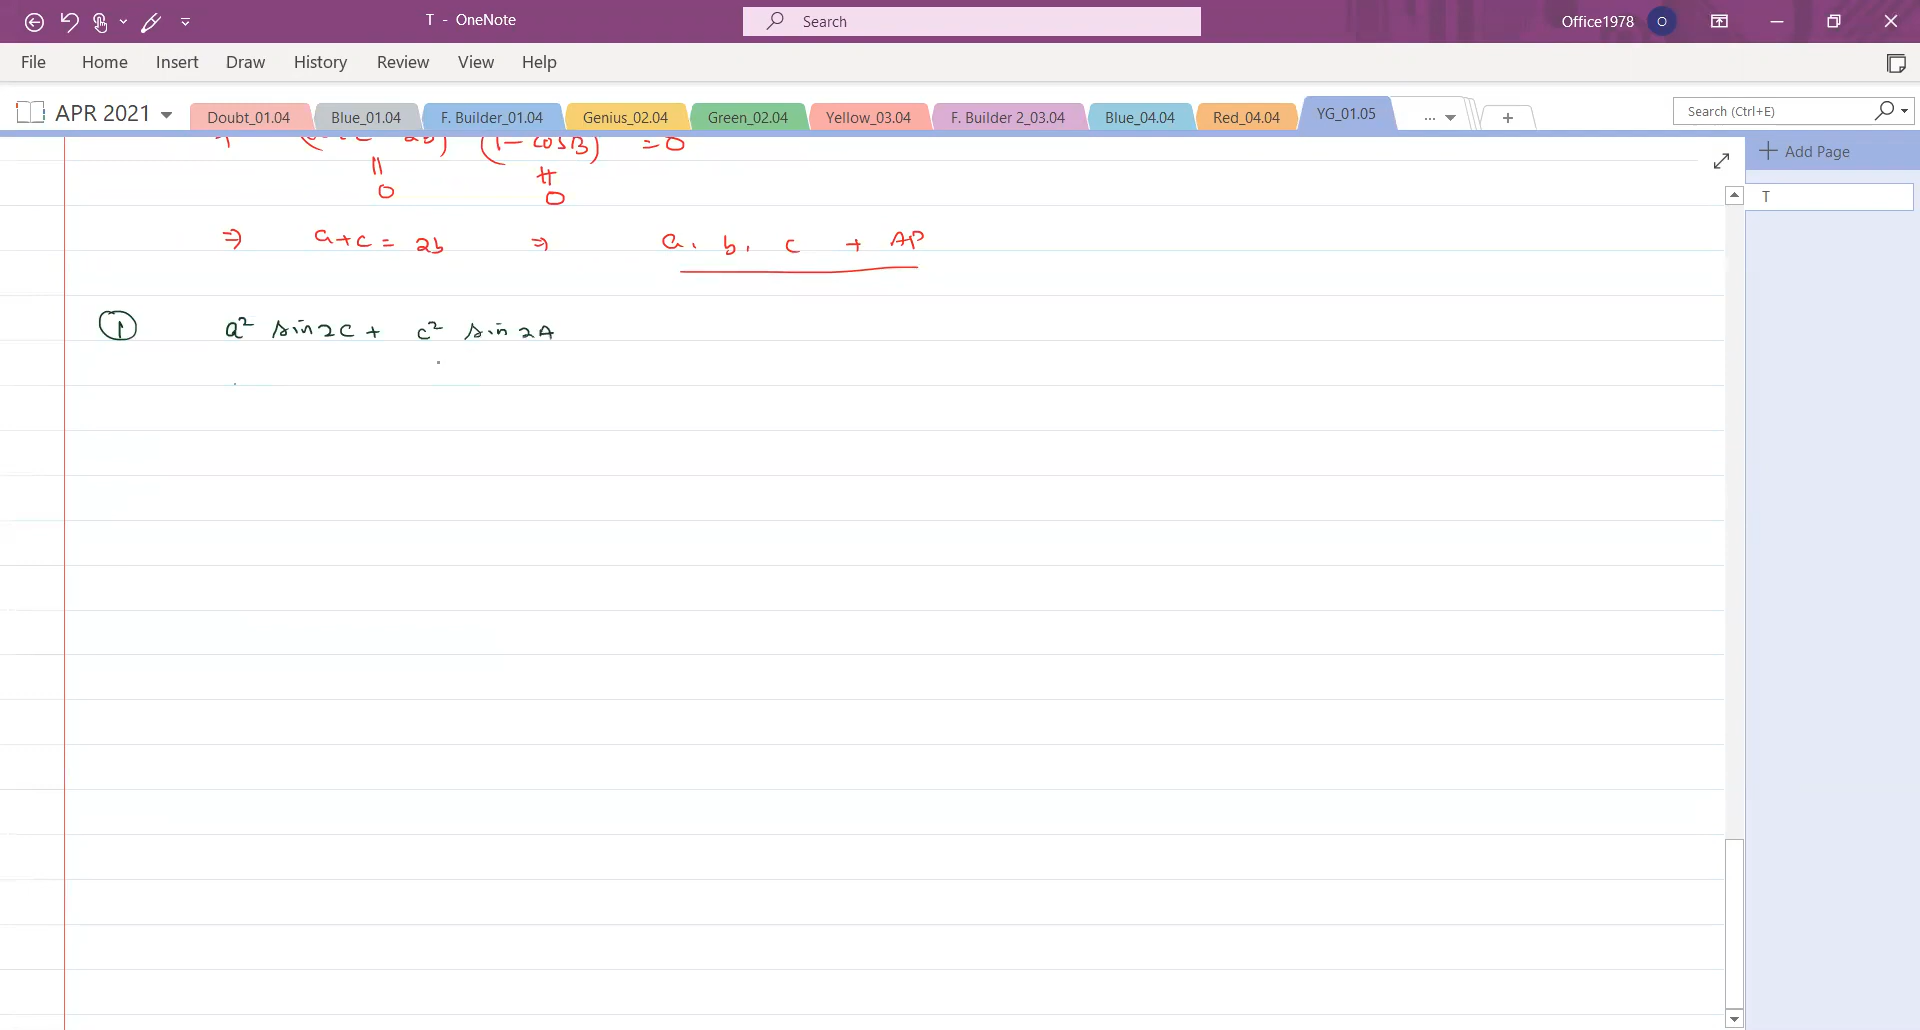 T - OneNote
Search
Office1978
O
File Home Insert Draw History Review View Help
APR 2021
Doubt_01.04 Blue_01.04 F. Builder_01.04 Genius_02.04 Green_02.04 Yellow_03.04 F. Builder 2_03.04 Blue_04.04 Red_04.04 YG_01.05 ... +
Search (Ctrl+E)
Add Page
T
(1 - cosB) = 0
|| ⧺
0 0
⇒ a+c = 2b ⇒ a, b, c → AP
① a² sin2C + c² sin2A